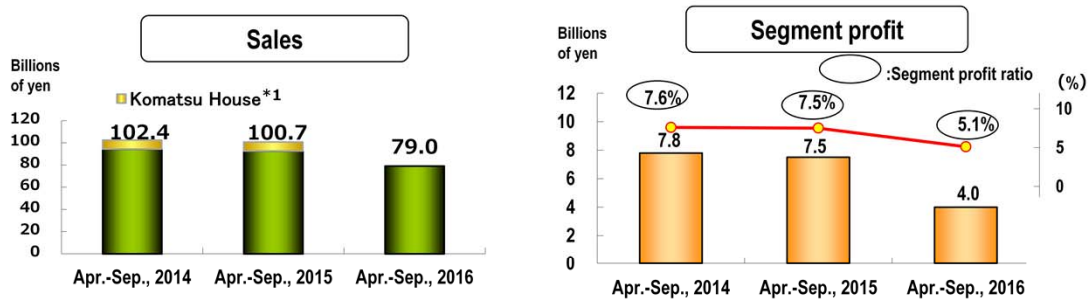 Sales
Billions
of yen
Komatsu House*1
120
100
80
60
40
20
0
102.4
100.7
79.0
Apr.-Sep., 2014
Apr.-Sep., 2015
Apr.-Sep., 2016
Segment profit
Billions
of yen
:Segment profit ratio
(%)
12
10
8
6
4
2
0
7.6%
7.5%
5.1%
7.8
7.5
4.0
10
5
0
Apr.-Sep., 2014
Apr.-Sep., 2015
Apr.-Sep., 2016